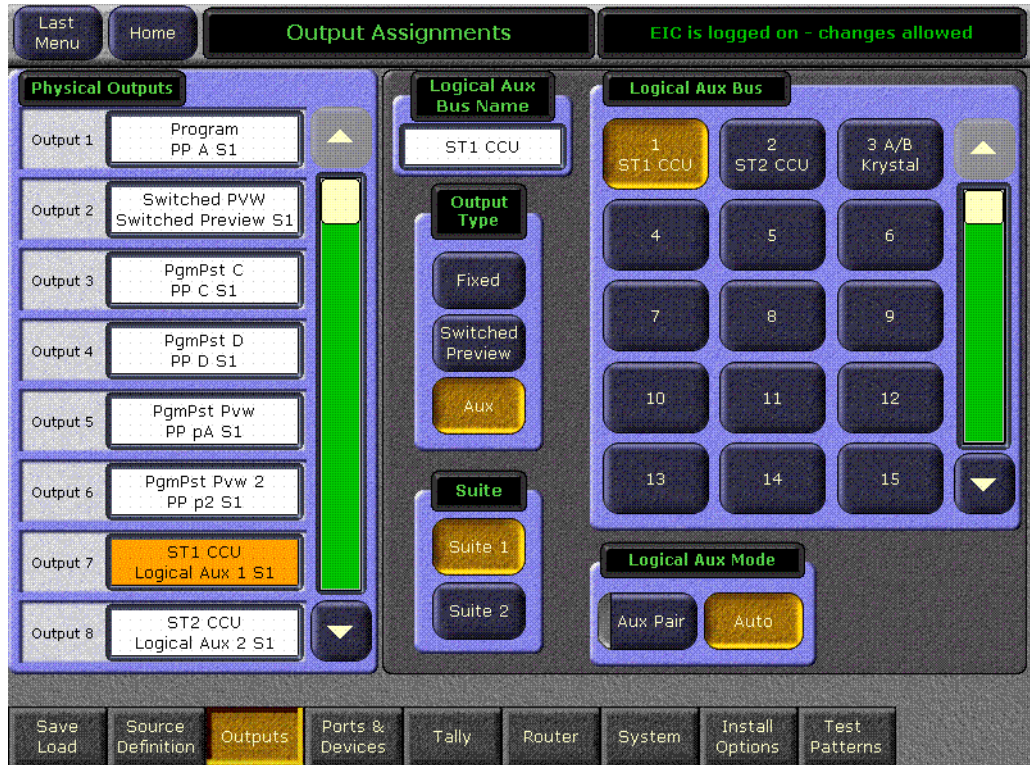 Last
Menu
Home
Output Assignments
EIC is logged on - changes allowed
Physical Outputs
Output 1
Program
PP A S1
Output 2
Switched PVW
Switched Preview S1
Output 3
PgmPst C
PP C S1
Output 4
PgmPst D
PP D S1
Output 5
PgmPst Pvw
PP pA S1
Output 6
PgmPst Pvw 2
PP p2 S1
Output 7
ST1 CCU
Logical Aux 1 S1
Output 8
ST2 CCU
Logical Aux 2 S1
Logical Aux
Bus Name
ST1 CCU
Output
Type
Fixed
Switched
Preview
Aux
Suite
Suite 1
Suite 2
Logical Aux Bus
1
ST1 CCU
2
ST2 CCU
3 A/B
Krystal
4
5
6
7
8
9
10
11
12
13
14
15
Logical Aux Mode
Aux Pair
Auto
Save
Load
Source
Definition
Outputs
Ports &
Devices
Tally
Router
System
Install
Options
Test
Patterns